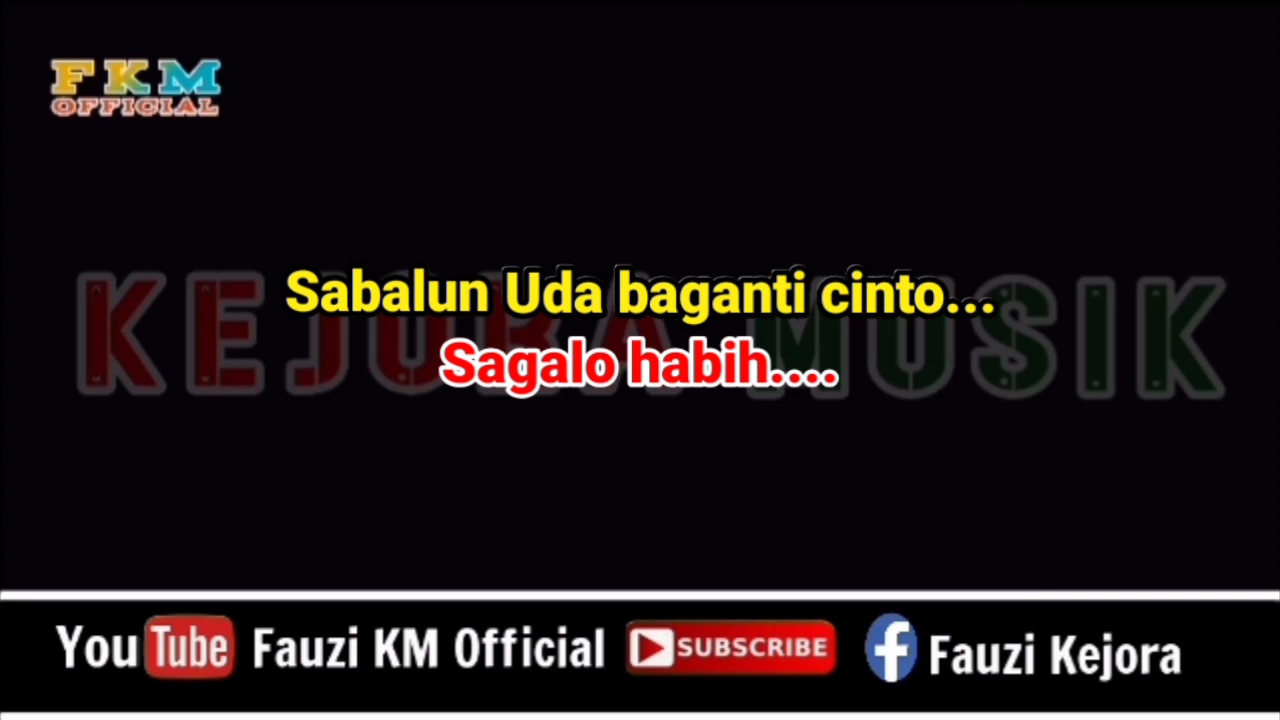 FKM
OFFICIAL
Sabalun Uda baganti cinto...
Sagalo habih....
KEJORA MUSIK
YouTube Fauzi KM Official SUBSCRIBE f Fauzi Kejora